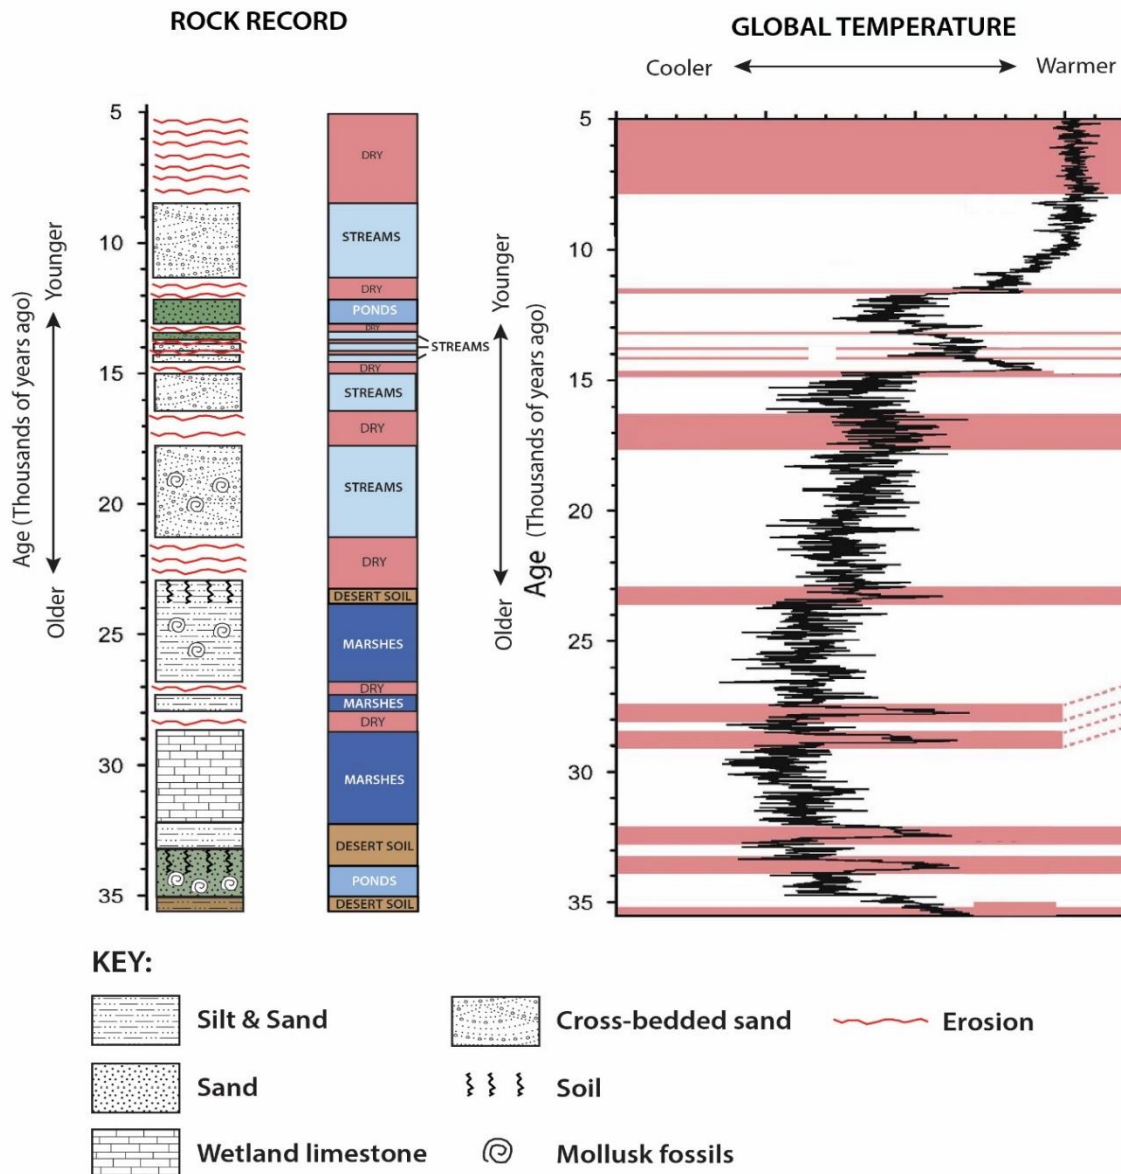 ROCK RECORD
GLOBAL TEMPERATURE
Cooler
Warmer
5
10
15
20
25
30
35
Age (Thousands of years ago)
Younger
Older
DRY
STREAMS
DRY
PONDS
DRY
STREAMS
DRY
STREAMS
DRY
STREAMS
DRY
DESERT SOIL
MARSHES
DRY
MARSHES
DRY
MARSHES
DESERT SOIL
PONDS
DESERT SOIL
Younger
Older
Age (Thousands of years ago)
5
10
15
20
25
30
35
KEY:
Silt & Sand
Cross-bedded sand
Erosion
Sand
Soil
Wetland limestone
Mollusk fossils